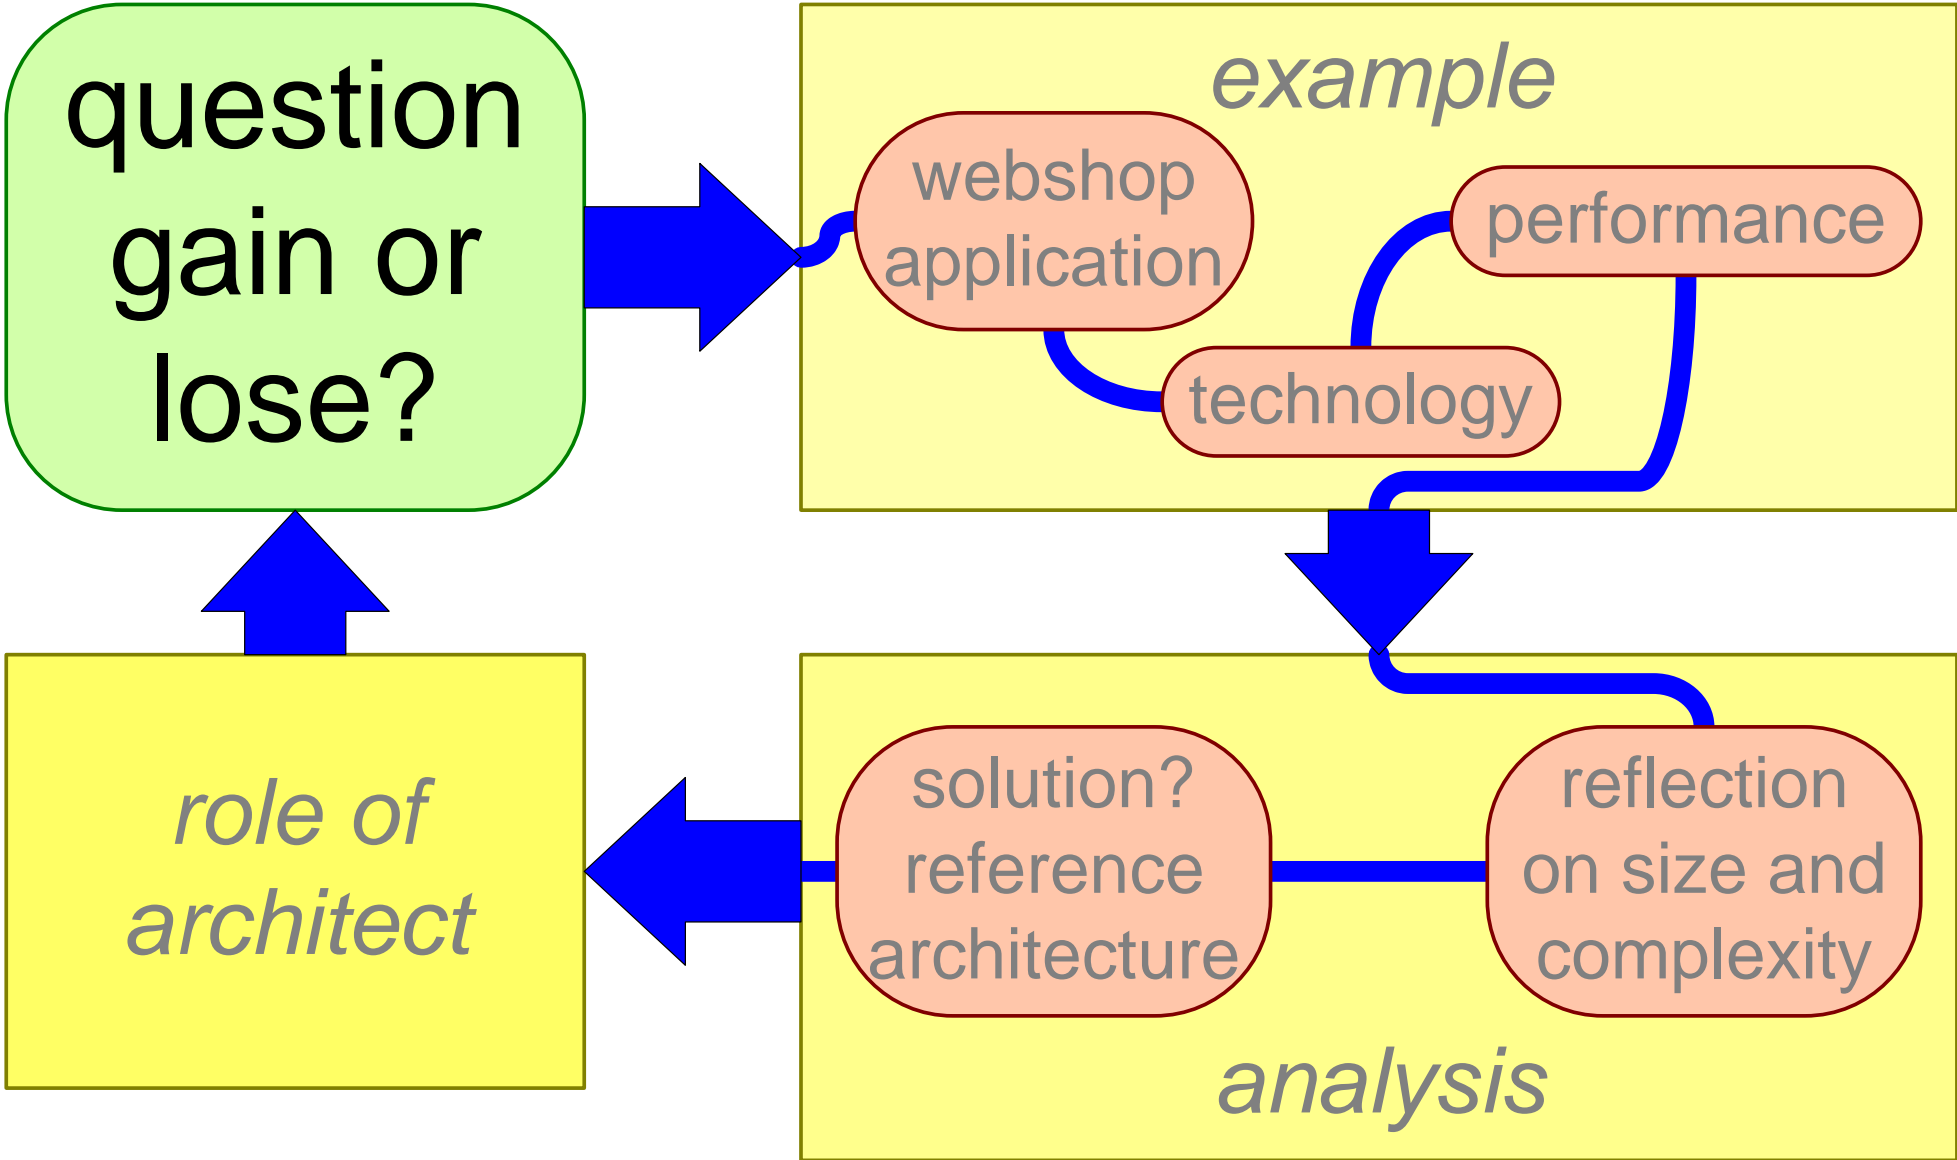 question
gain or
lose?
example
webshop
application
performance
technology
solution?
reference
architecture
reflection
on size and
complexity
analysis
role of
architect